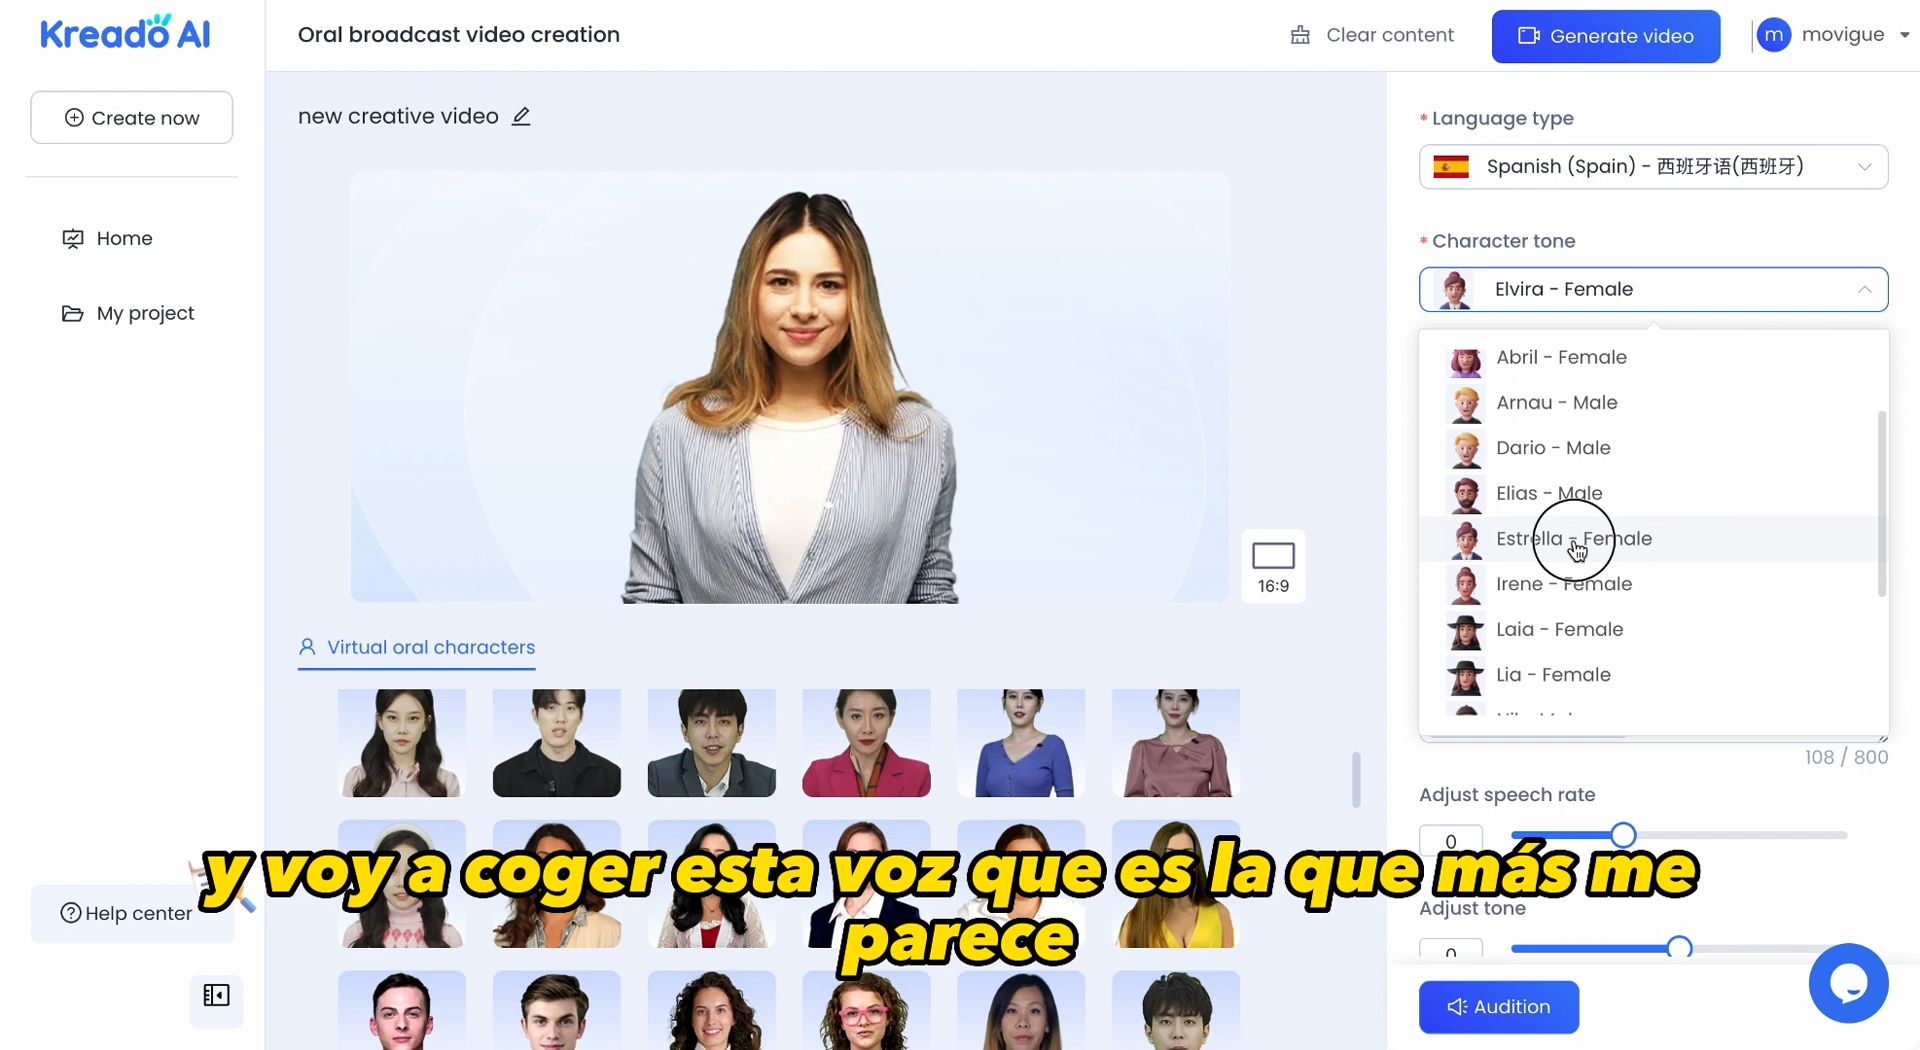 Kreado AI
Oral broadcast video creation
Clear content
Generate video
m
movigue
Create now
Home
My project
new creative video
16:9
Virtual oral characters
* Language type
Spanish (Spain) - 西班牙语(西班牙)
* Character tone
Elvira - Female
Abril - Female
Arnau - Male
Dario - Male
Elias - Male
Estrella - Female
Irene - Female
Laia - Female
Lia - Female
108 / 800
Adjust speech rate
0
y voy a coger esta voz que es la que más me
parece
Help center
Adjust tone
0
Audition